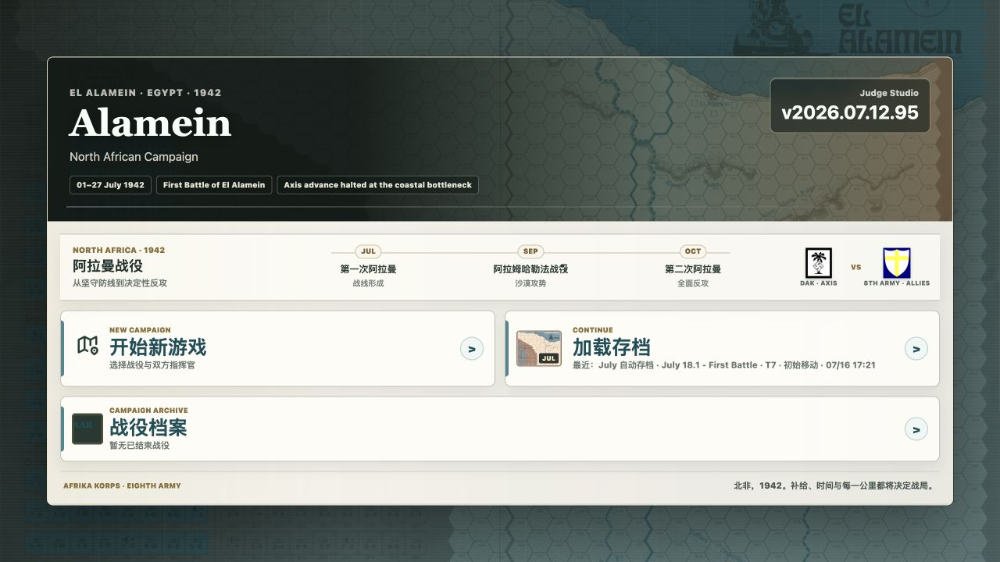 EL ALAMEIN
EL ALAMEIN · EGYPT · 1942
Alamein
North African Campaign
01–27 July 1942
First Battle of El Alamein
Axis advance halted at the coastal bottleneck
Judge Studio
v2026.07.12.95
NORTH AFRICA · 1942
阿拉曼战役
从坚守防线到决定性反攻
JUL
第一次阿拉曼
战线形成
SEP
阿拉姆哈勒法战役
沙漠攻势
OCT
第二次阿拉曼
全面反攻
DAK · AXIS
VS
8TH ARMY · ALLIES
NEW CAMPAIGN
开始新游戏
选择战役与双方指挥官
>
JUL
CONTINUE
加载存档
最近：July 自动存档 · July 18.1 - First Battle · T7 · 初始移动 · 07/16 17:21
>
AAR
CAMPAIGN ARCHIVE
战役档案
暂无已结束战役
>
AFRIKA KORPS · EIGHTH ARMY
北非，1942。补给、时间与每一公里都将决定战局。